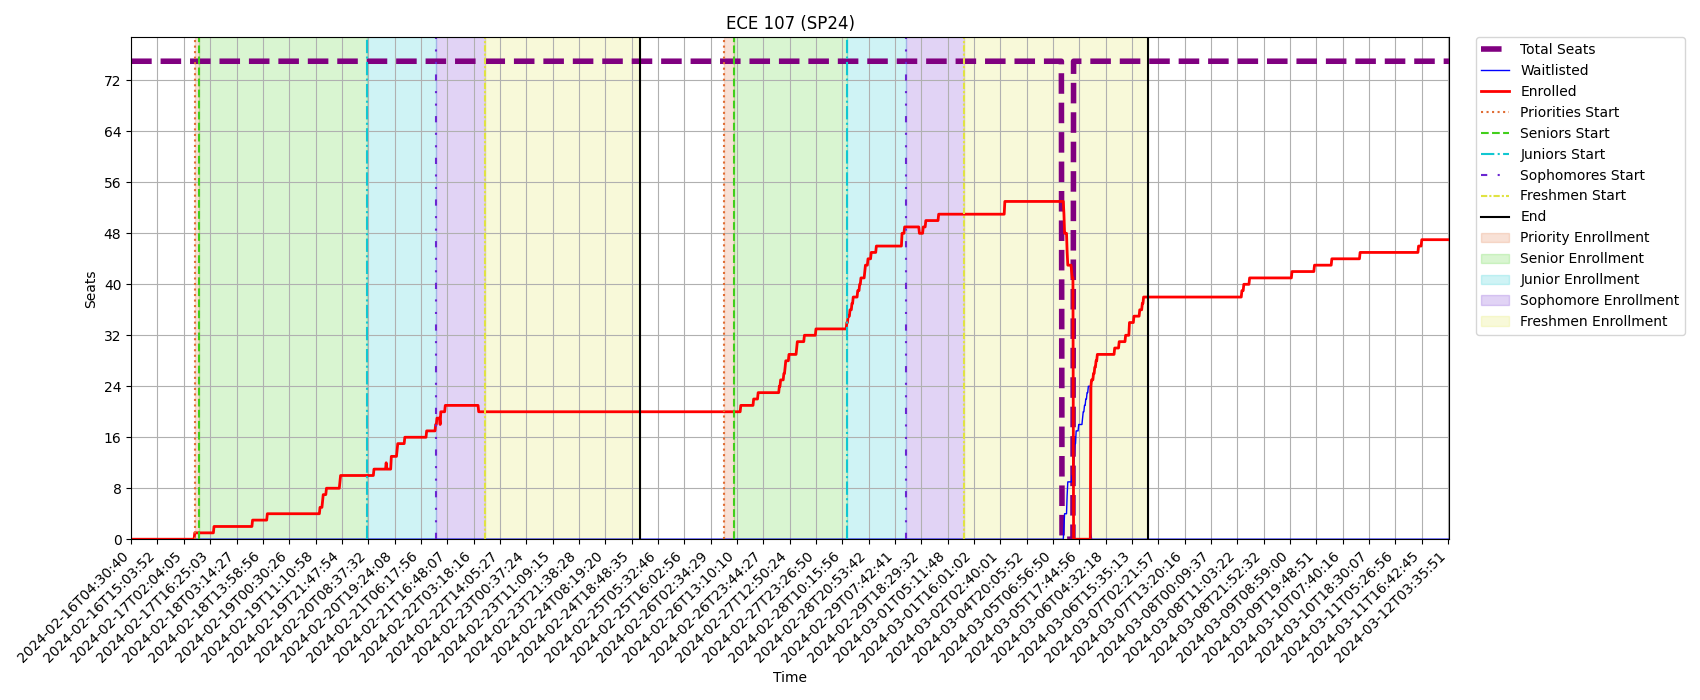 ECE 107 (SP24)
Total Seats
Waitlisted
Enrolled
Priorities Start
Seniors Start
Juniors Start
Sophomores Start
Freshmen Start
End
Priority Enrollment
Senior Enrollment
Junior Enrollment
Sophomore Enrollment
Freshmen Enrollment
Seats
72
64
56
48
40
32
24
16
8
0
2024-02-16T04:30:40
2024-02-16T15:03:52
2024-02-17T02:04:05
2024-02-17T16:25:03
2024-02-18T03:14:27
2024-02-18T13:58:56
2024-02-19T00:30:26
2024-02-19T11:10:58
2024-02-19T21:47:54
2024-02-20T08:37:32
2024-02-20T19:24:08
2024-02-21T06:17:56
2024-02-21T16:48:07
2024-02-22T03:18:16
2024-02-22T14:05:27
2024-02-23T00:37:24
2024-02-23T11:09:15
2024-02-23T21:38:28
2024-02-24T08:19:20
2024-02-24T18:48:35
2024-02-25T05:32:46
2024-02-25T16:02:56
2024-02-26T02:34:29
2024-02-26T13:10:10
2024-02-26T23:44:27
2024-02-27T12:50:24
2024-02-27T23:26:50
2024-02-28T10:15:56
2024-02-28T20:53:42
2024-02-29T07:42:41
2024-02-29T18:29:32
2024-03-01T05:11:48
2024-03-01T16:01:02
2024-03-02T02:40:01
2024-03-04T20:05:52
2024-03-05T06:56:50
2024-03-05T17:44:56
2024-03-06T04:32:18
2024-03-06T15:35:13
2024-03-07T02:21:57
2024-03-07T13:20:16
2024-03-08T00:09:37
2024-03-08T11:03:22
2024-03-08T21:52:32
2024-03-09T08:59:00
2024-03-09T19:48:51
2024-03-10T07:40:16
2024-03-10T18:30:07
2024-03-11T05:26:56
2024-03-11T16:42:45
2024-03-12T03:35:51
Time